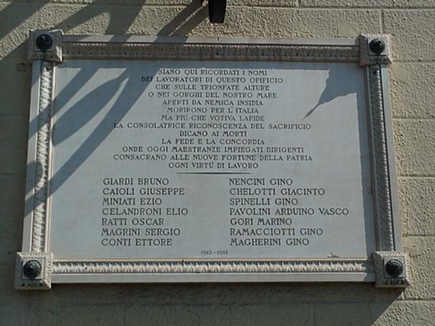 SIANO QUI RICORDATI I NOMI
DEI LAVORATORI DI QUESTO OPIFICIO
CHE SULLE TRIONFATE ALTURE
O NEI GORGHI DEL NOSTRO MARE
APERTI DA NEMICA INSIDIA
MORIRONO PER L'ITALIA
MA PIÙ CHE VOTIVA LAPIDE
LA CONSOLATRICE RICONOSCENZA DEL SACRIFICIO
DICANO AI MORTI
LA FEDE E LA CONCORDIA
ONDE OGGI MAESTRANZE IMPIEGATI DIRIGENTI
CONSACRANO ALLE NUOVE FORTUNE DELLA PATRIA
OGNI VIRTÙ DI LAVORO
GIARDI BRUNO
CAIOLI GIUSEPPE
MINIATI EZIO
CELANDRONI ELIO
RATTI OSCAR
MAGRINI SERGIO
CONTI ETTORE
NENCINI GINO
CHELOTTI GIACINTO
SPINELLI GINO
PAVOLINI ARDUINO VASCO
GORI MARINO
RAMACCIOTTI GINO
MAGHERINI GINO